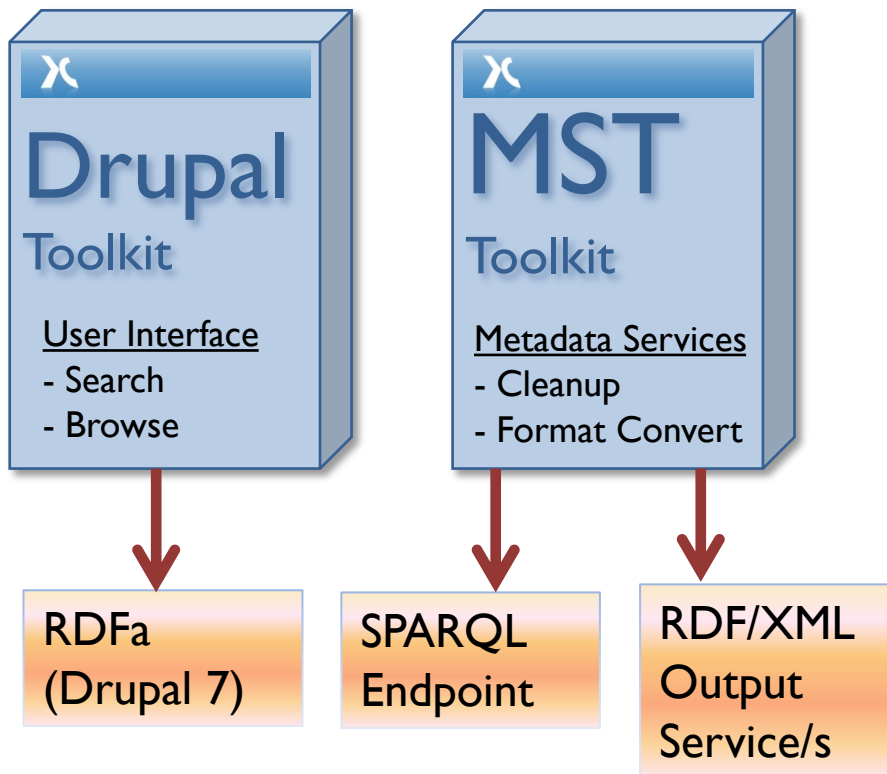 Drupal
Toolkit
User Interface
- Search
- Browse
MST
Toolkit
Metadata Services
- Cleanup
- Format Convert
RDFa
(Drupal 7)
SPARQL
Endpoint
RDF/XML
Output
Service/s